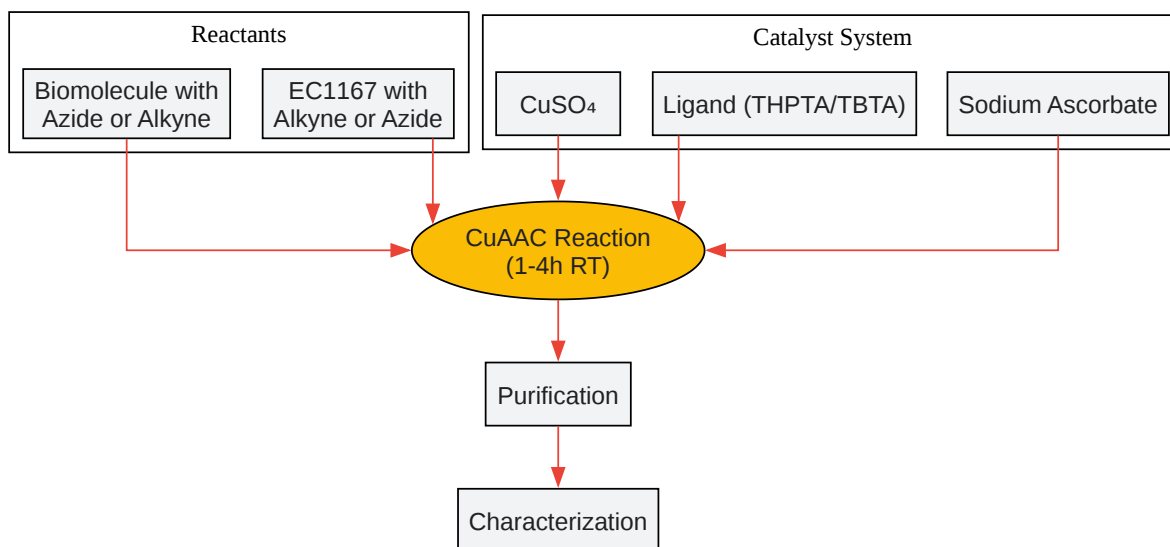 Reactants
Catalyst System
Biomolecule with
Azide or Alkyne
EC1167 with
Alkyne or Azide
CuSO₄
Ligand (THPTA/TBTA)
Sodium Ascorbate
CuAAC Reaction
(1-4h RT)
Purification
Characterization